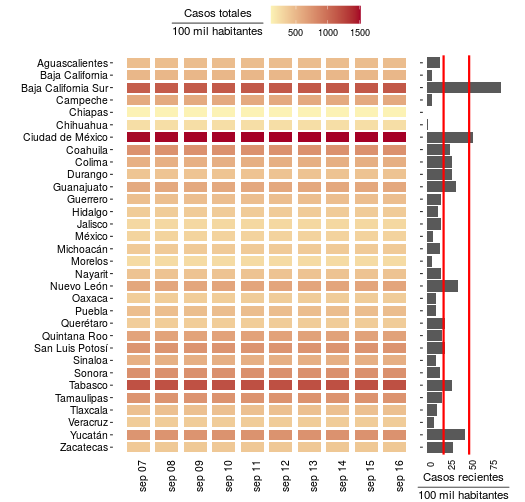 Casos totales
100 mil habitantes
500 1000 1500
Aguascalientes
Baja California
Baja California Sur
Campeche
Chiapas
Chihuahua
Ciudad de México
Coahuila
Colima
Durango
Guanajuato
Guerrero
Hidalgo
Jalisco
México
Michoacán
Morelos
Nayarit
Nuevo León
Oaxaca
Puebla
Querétaro
Quintana Roo
San Luis Potosí
Sinaloa
Sonora
Tabasco
Tamaulipas
Tlaxcala
Veracruz
Yucatán
Zacatecas
sep 07 sep 08 sep 09 sep 10 sep 11 sep 12 sep 13 sep 14 sep 15 sep 16
0 25 50 75
Casos recientes
100 mil habitantes